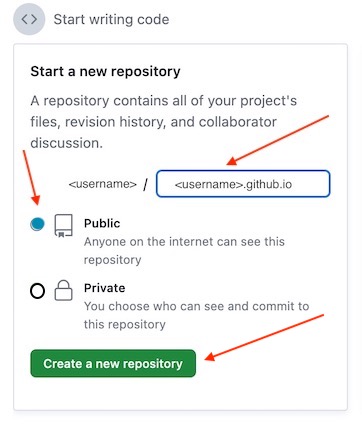 Start writing code
Start a new repository
A repository contains all of your project's
files, revision history, and collaborator
discussion.
<username> / <username>.github.io
Public
Anyone on the internet can see this
repository
Private
You choose who can see and commit to
this repository
Create a new repository